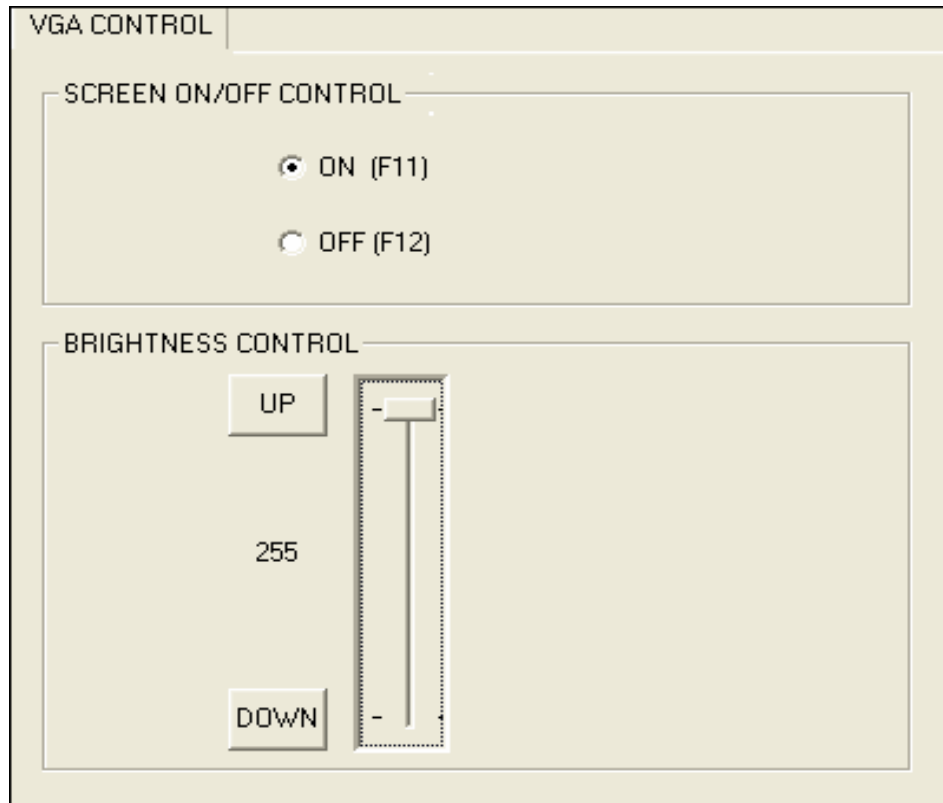 VGA CONTROL
SCREEN ON/OFF CONTROL
ON (F11)
OFF (F12)
BRIGHTNESS CONTROL
UP
255
DOWN